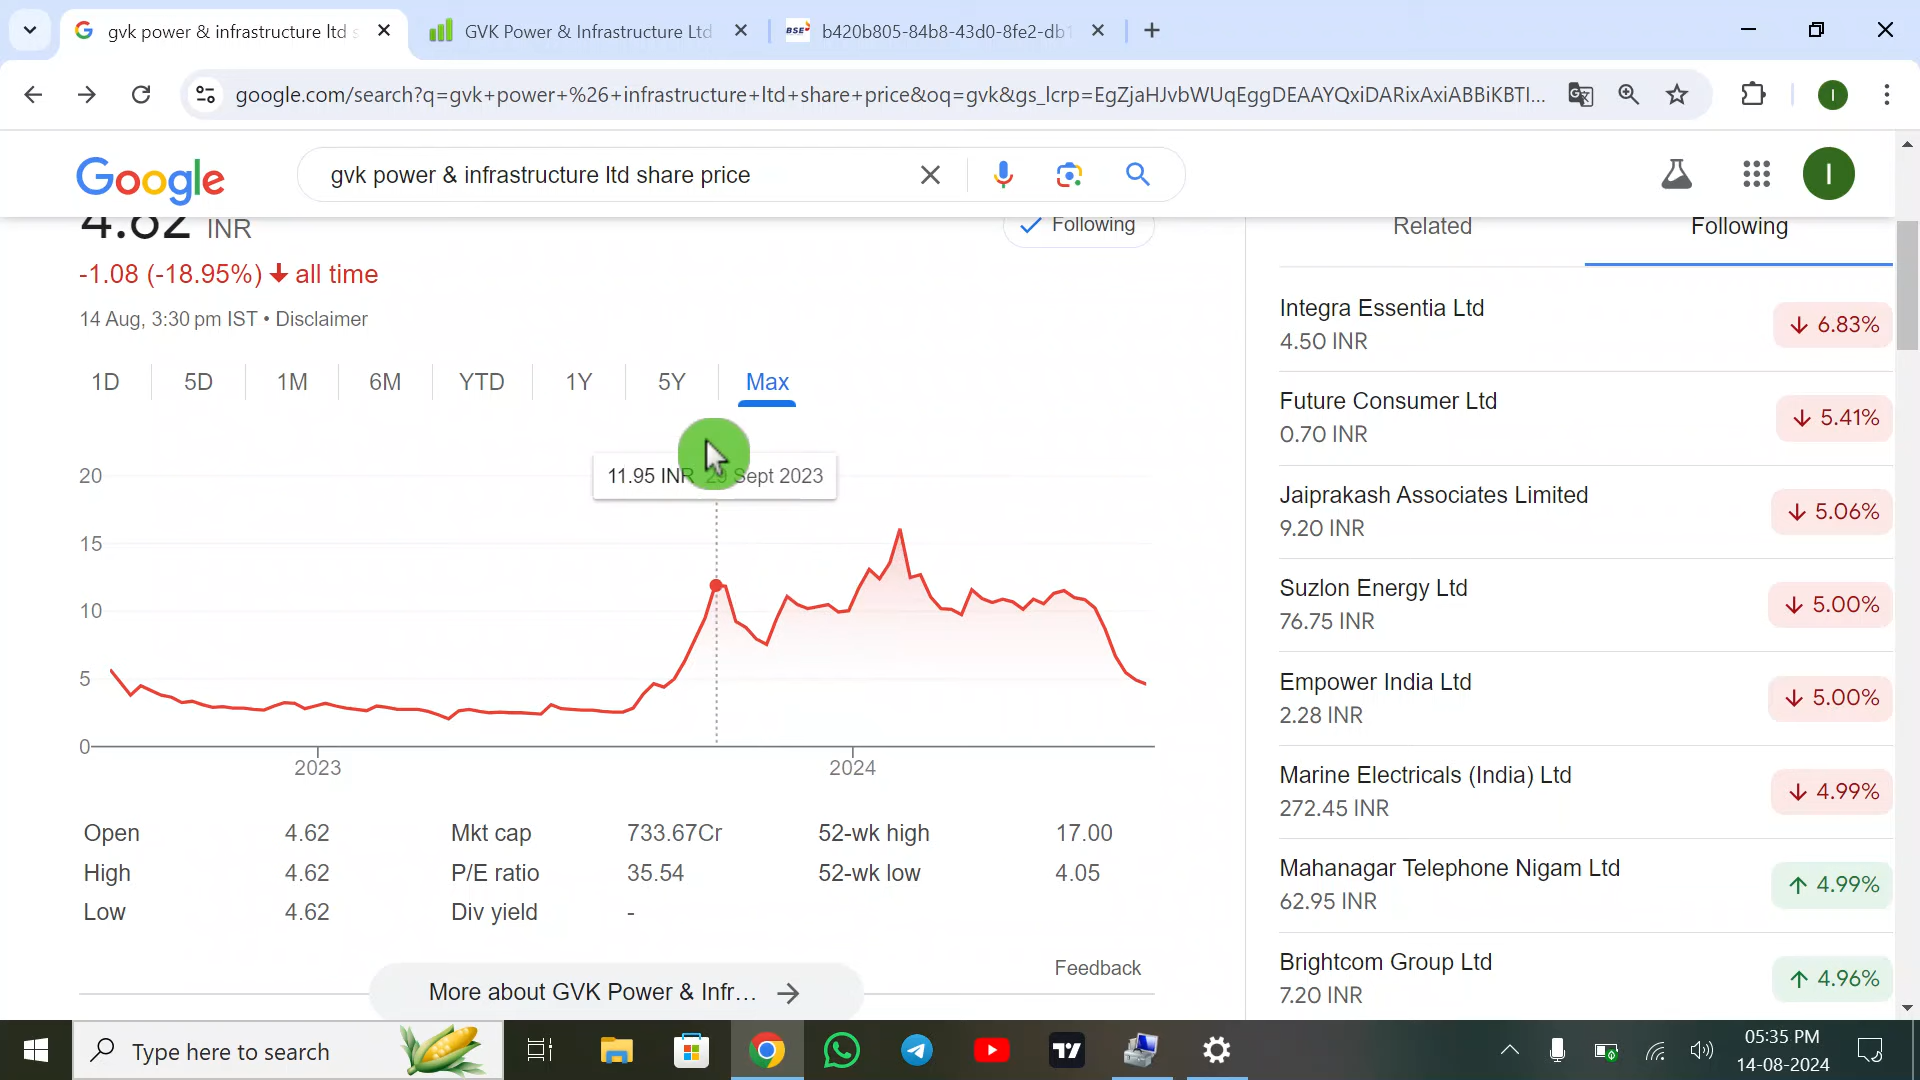 gvk power & infrastructure ltd s
GVK Power & Infrastructure Ltd
BSE
b420b805-84b8-43d0-8fe2-db1
google.com/search?q=gvk+power+%26+infrastructure+ltd+share+price&oq=gvk&gs_lcrp=EgZjaHJvbWUqEggDEAAYQxiDARixAxiABBiKBTI...
I
Google
gvk power & infrastructure ltd share price
I
4.62 INR
Following
-1.08 (-18.95%) all time
14 Aug, 3:30 pm IST • Disclaimer
1D 5D 1M 6M YTD 1Y 5Y Max
11.95 INR 29 Sept 2023
20
15
10
5
0
2023 2024
Open 4.62 Mkt cap 733.67Cr 52-wk high 17.00
High 4.62 P/E ratio 35.54 52-wk low 4.05
Low 4.62 Div yield -
Feedback
More about GVK Power & Infr...
Related Following
Integra Essentia Ltd
4.50 INR
6.83%
Future Consumer Ltd
0.70 INR
5.41%
Jaiprakash Associates Limited
9.20 INR
5.06%
Suzlon Energy Ltd
76.75 INR
5.00%
Empower India Ltd
2.28 INR
5.00%
Marine Electricals (India) Ltd
272.45 INR
4.99%
Mahanagar Telephone Nigam Ltd
62.95 INR
4.99%
Brightcom Group Ltd
7.20 INR
4.96%
Type here to search
05:35 PM
14-08-2024